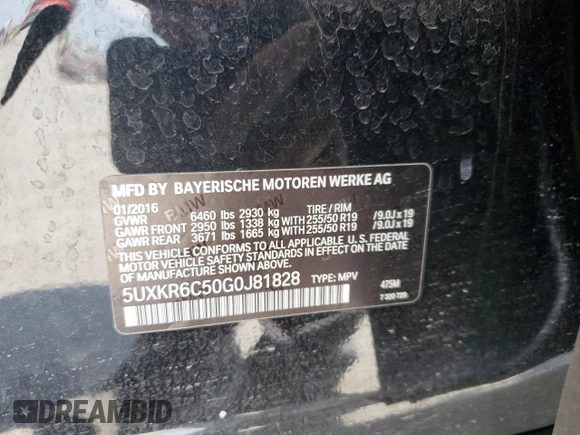 MFD BY BAYERISCHE MOTOREN WERKE AG
01/2016
GVWR 6460 lbs 2930 kg TIRE / RIM
GAWR FRONT 2950 lbs 1338 kg WITH 255/50 R19 /9.0J x 19
GAWR REAR 3671 lbs 1665 kg WITH 255/50 R19 /9.0J x 19
THIS VEHICLE CONFORMS TO ALL APPLICABLE U.S. FEDERAL
MOTOR VEHICLE SAFETY STANDARDS IN EFFECT ON THE DATE
OF MANUFACTURE SHOWN ABOVE.
5UXKR6C50G0J81828 TYPE: MPV 475M
7 320 729
DREAMBID